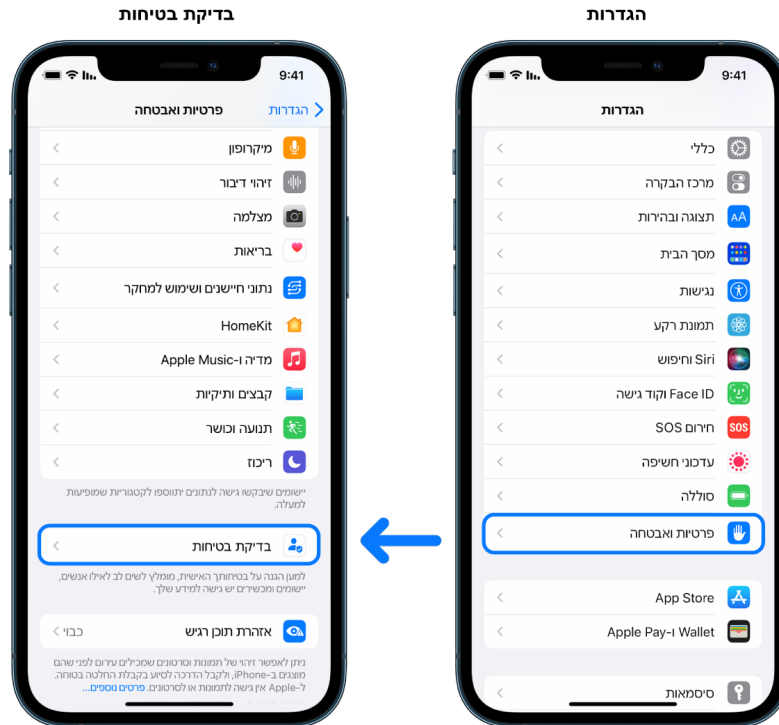 הגדרות
9:41
הגדרות
כללי
מרכז הבקרה
תצוגה ובהירות
AA
מסך הבית
נגישות
תמונת רקע
Siri וחיפוש
Face ID וקוד גישה
חירום SOS
SOS
עדכוני חשיפה
סוללה
פרטיות ואבטחה
App Store
Wallet ו-Apple Pay
סיסמאות
בדיקת בטיחות
9:41
הגדרות
פרטיות ואבטחה
מיקרופון
זיהוי דיבור
מצלמה
בריאות
נתוני חיישנים ושימוש למחקר
HomeKit
מדיה ו-Apple Music
קבצים ותיקיות
תנועה וכושר
ריכוז
יישומים שיבקשו גישה לנתונים יתווספו לקטגוריות שמופיעות
למעלה.
בדיקת בטיחות
למען הגנה על בטיחותך האישית, מומלץ לשים לב לאילו אנשים,
יישומים ומכשירים יש גישה למידע שלך.
אזהרת תוכן רגיש
כבוי
ניתן לאפשר זיהוי של תמונות וסרטונים שמכילים עירום לפני שהם
מוצגים ב-iPhone, ולקבל הדרכה לסיוע בקבלת החלטה בטוחה.
ל-Apple אין גישה לתמונות או לסרטונים. פרטים נוספים...